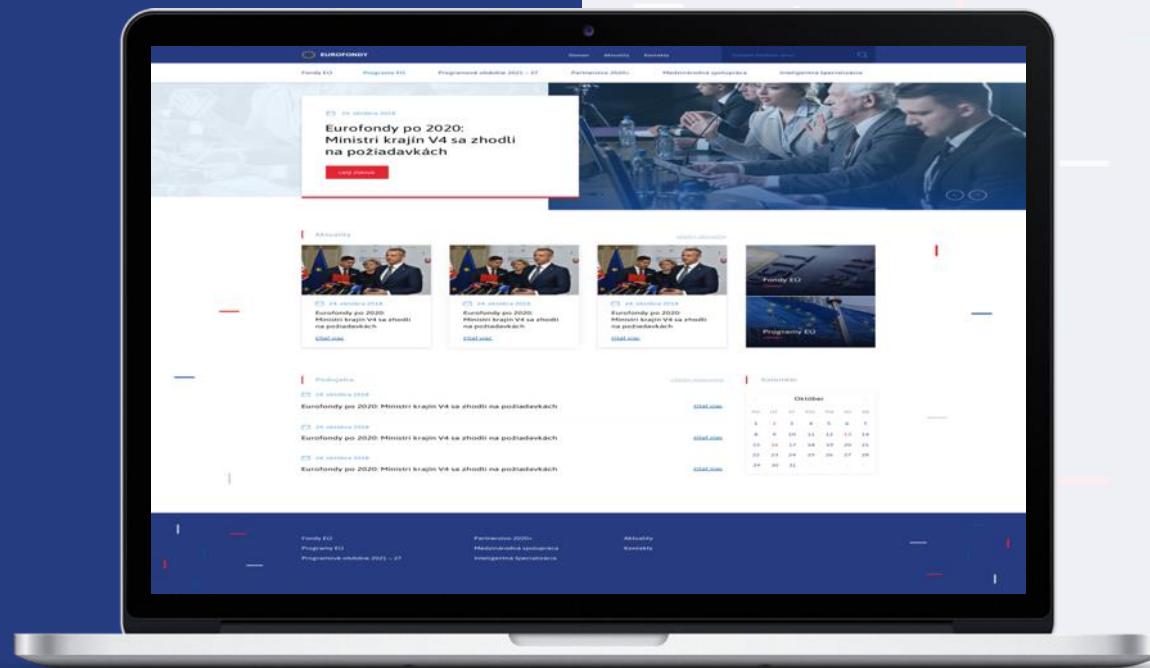 EUROFONDY
Domov Aktuality Kontakty
Fondy EÚ Programy EÚ Programové obdobie 2021 – 27 Partnerstvo 2020+ Medzinárodná spolupráca Inteligentná špecializácia
24. októbra 2018
Eurofondy po 2020:
Ministri krajín V4 sa zhodli
na požiadavkách
celý článok
Aktuality
24. októbra 2018
Eurofondy po 2020:
Ministri krajín V4 sa zhodli
na požiadavkách
čítať viac
24. októbra 2018
Eurofondy po 2020:
Ministri krajín V4 sa zhodli
na požiadavkách
čítať viac
24. októbra 2018
Eurofondy po 2020:
Ministri krajín V4 sa zhodli
na požiadavkách
čítať viac
Fondy EÚ
Programy EÚ
Podujatia
24. októbra 2018
Eurofondy po 2020: Ministri krajín V4 sa zhodli na požiadavkách čítať viac
24. októbra 2018
Eurofondy po 2020: Ministri krajín V4 sa zhodli na požiadavkách čítať viac
24. októbra 2018
Eurofondy po 2020: Ministri krajín V4 sa zhodli na požiadavkách čítať viac
Kalendár
Október
1 2 3 4 5 6 7
8 9 10 11 12 13 14
15 16 17 18 19 20 21
22 23 24 25 26 27 28
29 30 31
Fondy EÚ
Programy EÚ
Programové obdobie 2021 – 27
Partnerstvo 2020+
Medzinárodná spolupráca
Inteligentná špecializácia
Aktuality
Kontakty